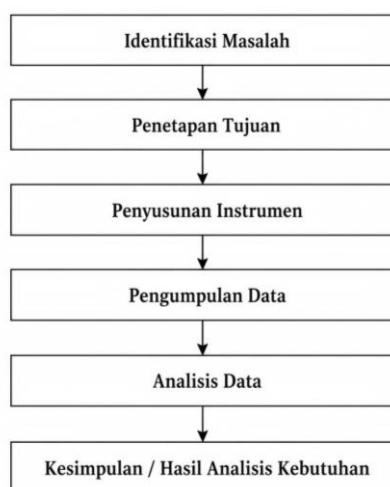 Identifikasi Masalah
Penetapan Tujuan
Penyusunan Instrumen
Pengumpulan Data
Analisis Data
Kesimpulan / Hasil Analisis Kebutuhan